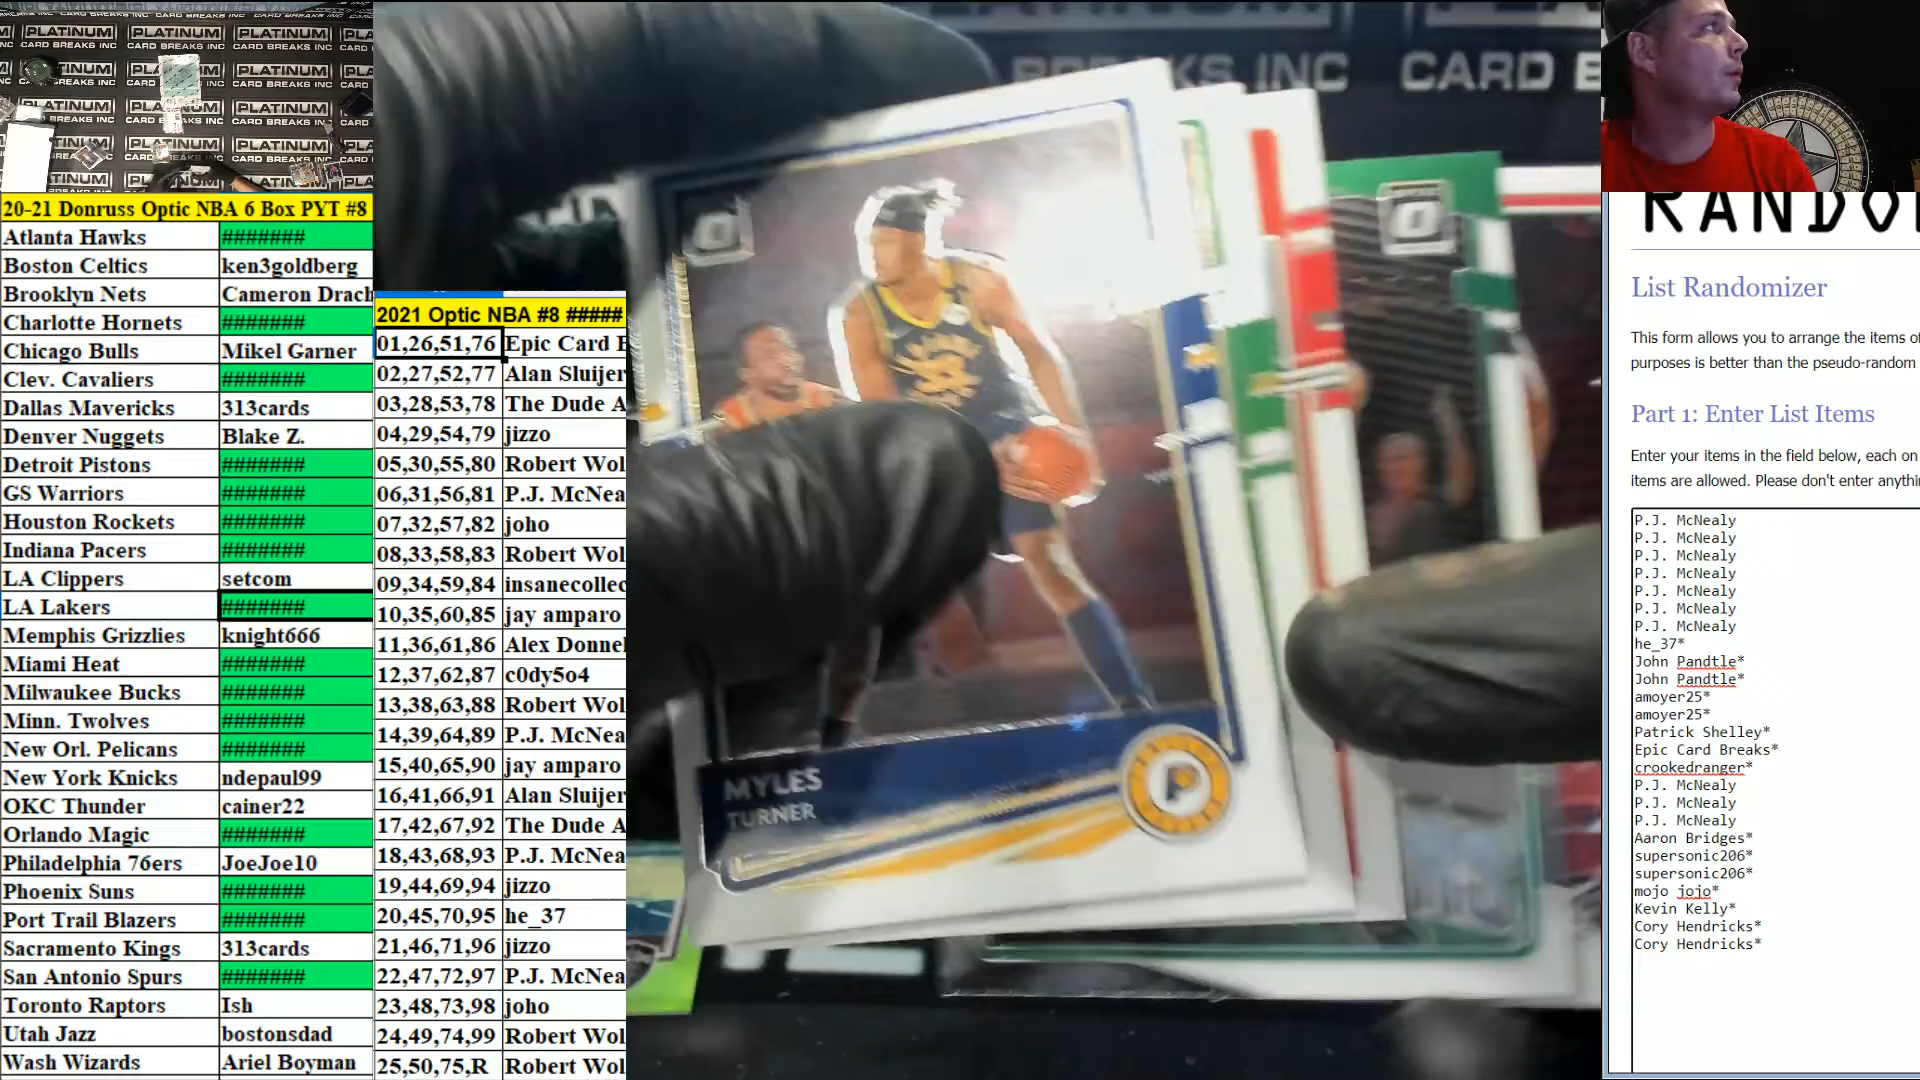 PLATINUM
CARD BREAKS INC
20-21 Donruss Optic NBA 6 Box PYT #8
Atlanta Hawks #######
Boston Celtics ken3goldberg
Brooklyn Nets Cameron Drach
Charlotte Hornets #######
Chicago Bulls Mikel Garner
Clev. Cavaliers #######
Dallas Mavericks 313cards
Denver Nuggets Blake Z.
Detroit Pistons #######
GS Warriors #######
Houston Rockets #######
Indiana Pacers #######
LA Clippers setcom
LA Lakers #######
Memphis Grizzlies knight666
Miami Heat #######
Milwaukee Bucks #######
Minn. Twolves #######
New Orl. Pelicans #######
New York Knicks ndepaul99
OKC Thunder cainer22
Orlando Magic #######
Philadelphia 76ers JoeJoe10
Phoenix Suns #######
Port Trail Blazers #######
Sacramento Kings 313cards
San Antonio Spurs #######
Toronto Raptors Ish
Utah Jazz bostonsdad
Wash Wizards Ariel Boyman
2021 Optic NBA #8 #####
01,26,51,76 Epic Card E
02,27,52,77 Alan Sluijer
03,28,53,78 The Dude A
04,29,54,79 jizzo
05,30,55,80 Robert Wol
06,31,56,81 P.J. McNea
07,32,57,82 joho
08,33,58,83 Robert Wol
09,34,59,84 insanecollec
10,35,60,85 jay amparo
11,36,61,86 Alex Donnel
12,37,62,87 c0dy5o4
13,38,63,88 Robert Wol
14,39,64,89 P.J. McNea
15,40,65,90 jay amparo
16,41,66,91 Alan Sluijer
17,42,67,92 The Dude A
18,43,68,93 P.J. McNea
19,44,69,94 jizzo
20,45,70,95 he_37
21,46,71,96 jizzo
22,47,72,97 P.J. McNea
23,48,73,98 joho
24,49,74,99 Robert Wol
25,50,75,R Robert Wol
BREAKS INC CARD B
MYLES
TURNER
RANDO
List Randomizer
This form allows you to arrange the items of
purposes is better than the pseudo-random
Part 1: Enter List Items
Enter your items in the field below, each on
items are allowed. Please don't enter anythi
P.J. McNealy
P.J. McNealy
P.J. McNealy
P.J. McNealy
P.J. McNealy
P.J. McNealy
P.J. McNealy
he_37*
John Pandtle*
John Pandtle*
amoyer25*
amoyer25*
Patrick Shelley*
Epic Card Breaks*
crookedranger*
P.J. McNealy
P.J. McNealy
P.J. McNealy
Aaron Bridges*
supersonic206*
supersonic206*
mojo jojo*
Kevin Kelly*
Cory Hendricks*
Cory Hendricks*